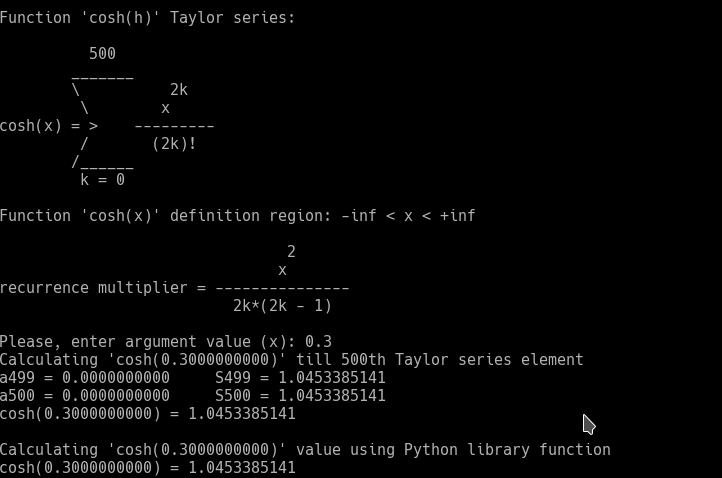 Function 'cosh(h)' Taylor series:
500
_______
\ 2k
\ x
cosh(x) = > ---------
/ (2k)!
/______
k = 0
Function 'cosh(x)' definition region: -inf < x < +inf
2
x
recurrence multiplier = ---------------
2k*(2k - 1)
Please, enter argument value (x): 0.3
Calculating 'cosh(0.3000000000)' till 500th Taylor series element
a499 = 0.0000000000     S499 = 1.0453385141
a500 = 0.0000000000     S500 = 1.0453385141
cosh(0.3000000000) = 1.0453385141
Calculating 'cosh(0.3000000000)' value using Python library function
cosh(0.3000000000) = 1.0453385141